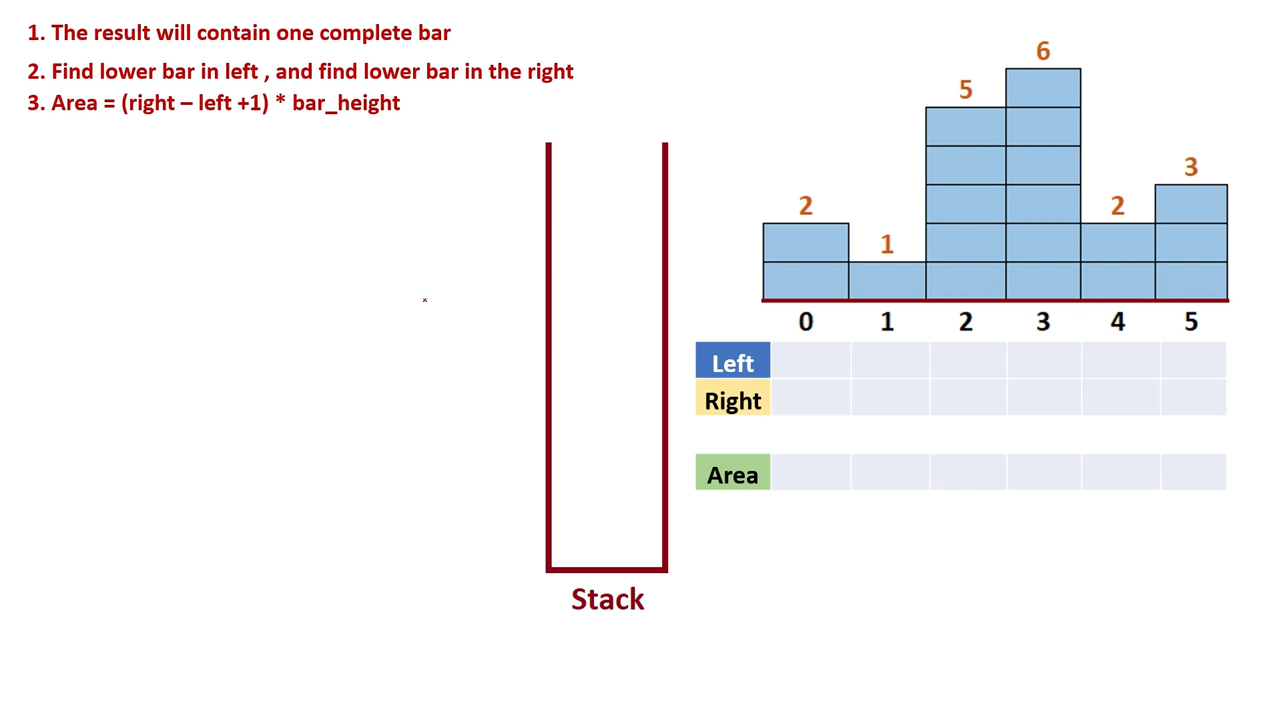 1. The result will contain one complete bar
2. Find lower bar in left , and find lower bar in the right
3. Area = (right – left +1) * bar_height
6
5
3
2
2
1
0 1 2 3 4 5
Left
Right
Area
Stack